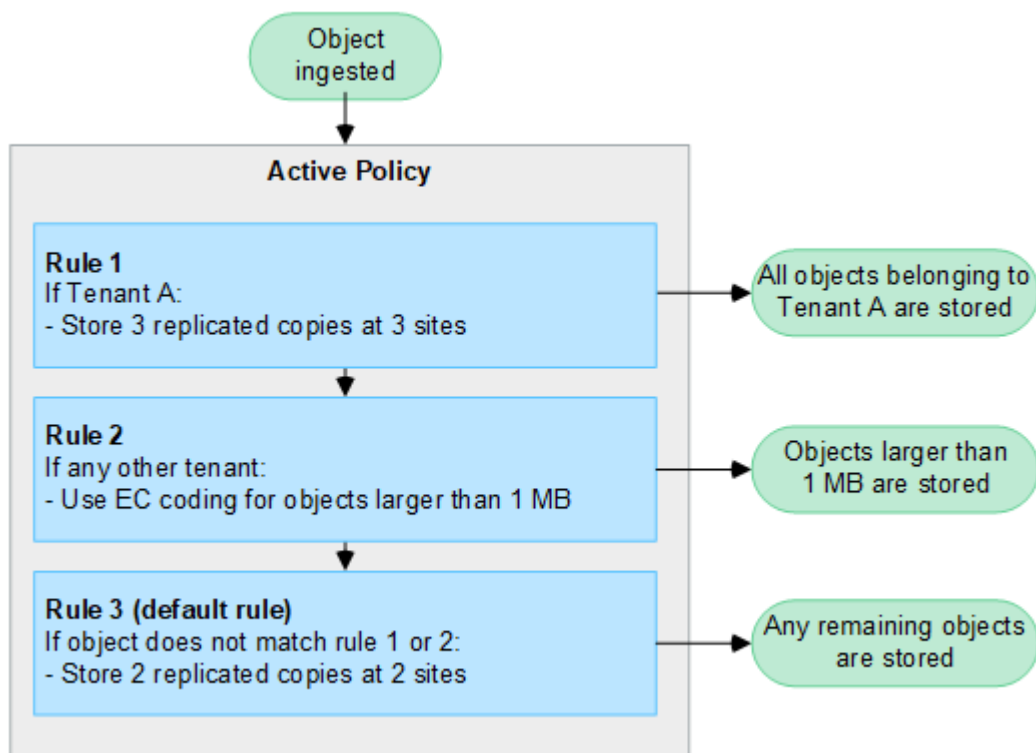 Object
ingested
Active Policy
Rule 1
If Tenant A:
- Store 3 replicated copies at 3 sites
All objects belonging to
Tenant A are stored
Rule 2
If any other tenant:
- Use EC coding for objects larger than 1 MB
Objects larger than
1 MB are stored
Rule 3 (default rule)
If object does not match rule 1 or 2:
- Store 2 replicated copies at 2 sites
Any remaining objects
are stored